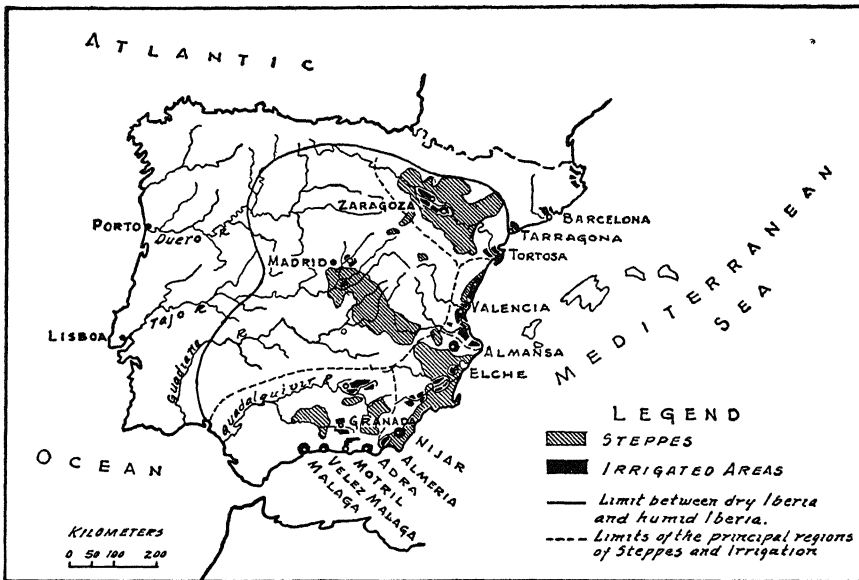 ATLANTIC
ZARAGOZA
BARCELONA
TARRAGONA
TORTOSA
PORTO
Duero R.
MADRID
MEDITERRANEAN
SEA
VALENCIA
Tajo R.
LISBOA
ALMAÑSA
ELCHE
Guadiana R.
Guadalquivir R.
GRANADA
NIJAR
ALMERIA
ADRA
MOTRIL
VELEZ MALAGA
MALAGA
OCEAN
LEGEND
STEPPES
IRRIGATED AREAS
Limit between dry Iberia
and humid Iberia.
Limits of the principal regions
of Steppes and Irrigation
KILOMETERS
0 50 100 200